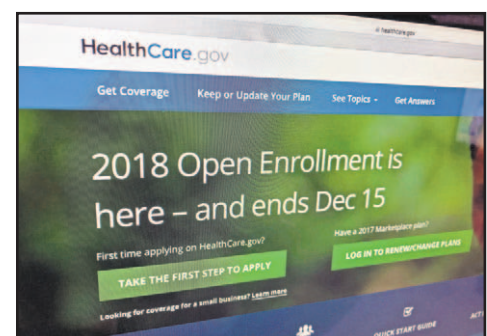 healthcare.gov
HealthCare.gov
Get Coverage Keep or Update Your Plan See Topics Get Answers
2018 Open Enrollment is
here – and ends Dec 15
First time applying on HealthCare.gov?
TAKE THE FIRST STEP TO APPLY
Looking for coverage for a small business? Learn more
Have a 2017 Marketplace plan?
LOG IN TO RENEW/CHANGE PLANS
QUICK START GUIDE